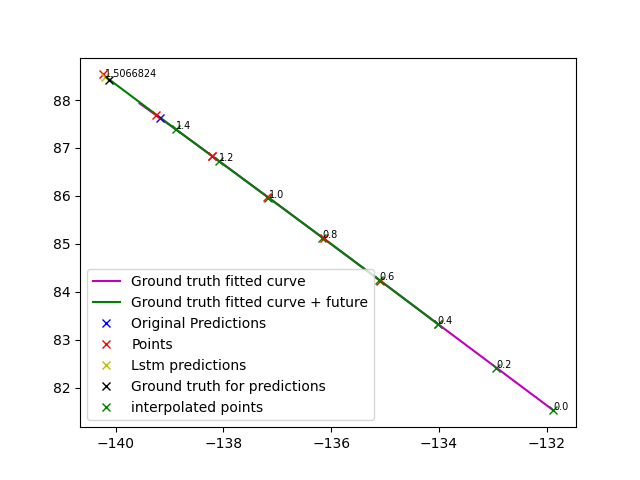 88
87
86
85
84
83
82
1.5066824
1.4
1.2
1.0
0.8
0.6
0.4
0.2
0.0
Ground truth fitted curve
Ground truth fitted curve + future
Original Predictions
Points
Lstm predictions
Ground truth for predictions
interpolated points
−140 −138 −136 −134 −132